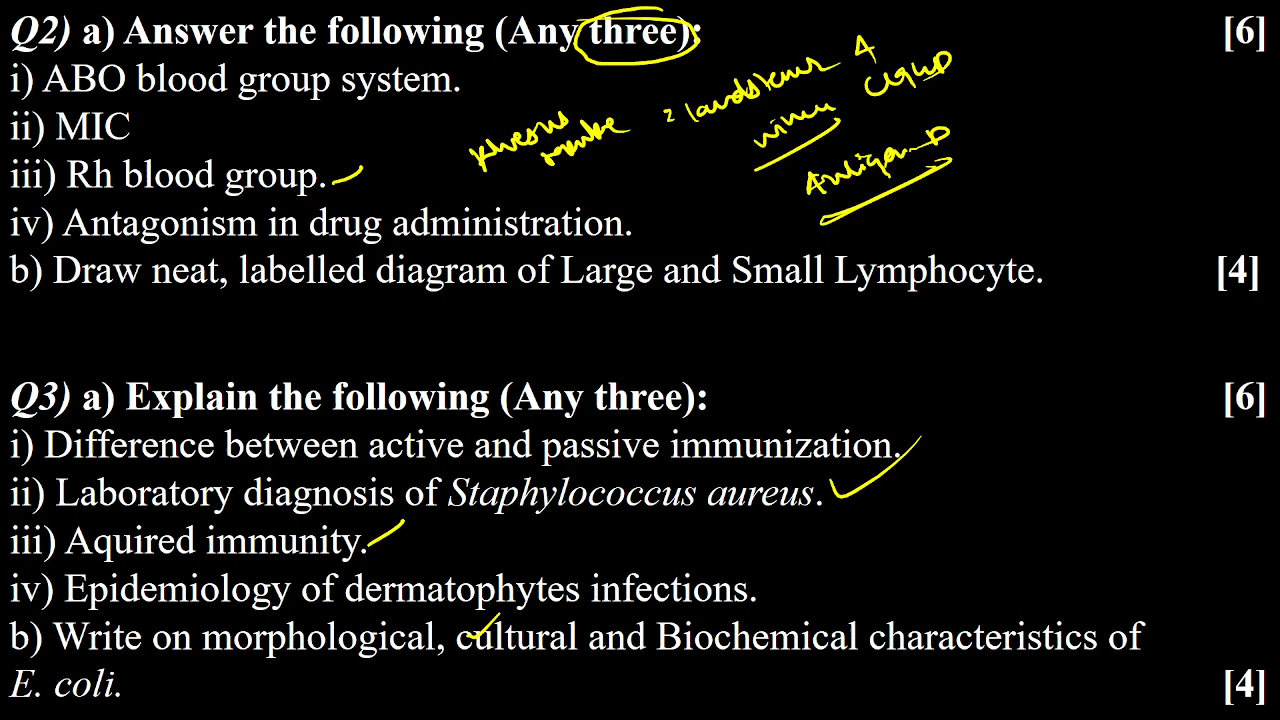 Q2) a) Answer the following (Any three): [6]
i) ABO blood group system.
ii) MIC
iii) Rh blood group.
iv) Antagonism in drug administration.
b) Draw neat, labelled diagram of Large and Small Lymphocyte. [4]
Rhesus
Antigen D
Q3) a) Explain the following (Any three): [6]
i) Difference between active and passive immunization.
ii) Laboratory diagnosis of Staphylococcus aureus.
iii) Aquired immunity.
iv) Epidemiology of dermatophytes infections.
b) Write on morphological, cultural and Biochemical characteristics of
E. coli. [4]